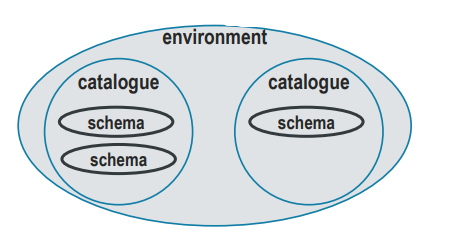 environment
catalogue
schema
schema
catalogue
schema